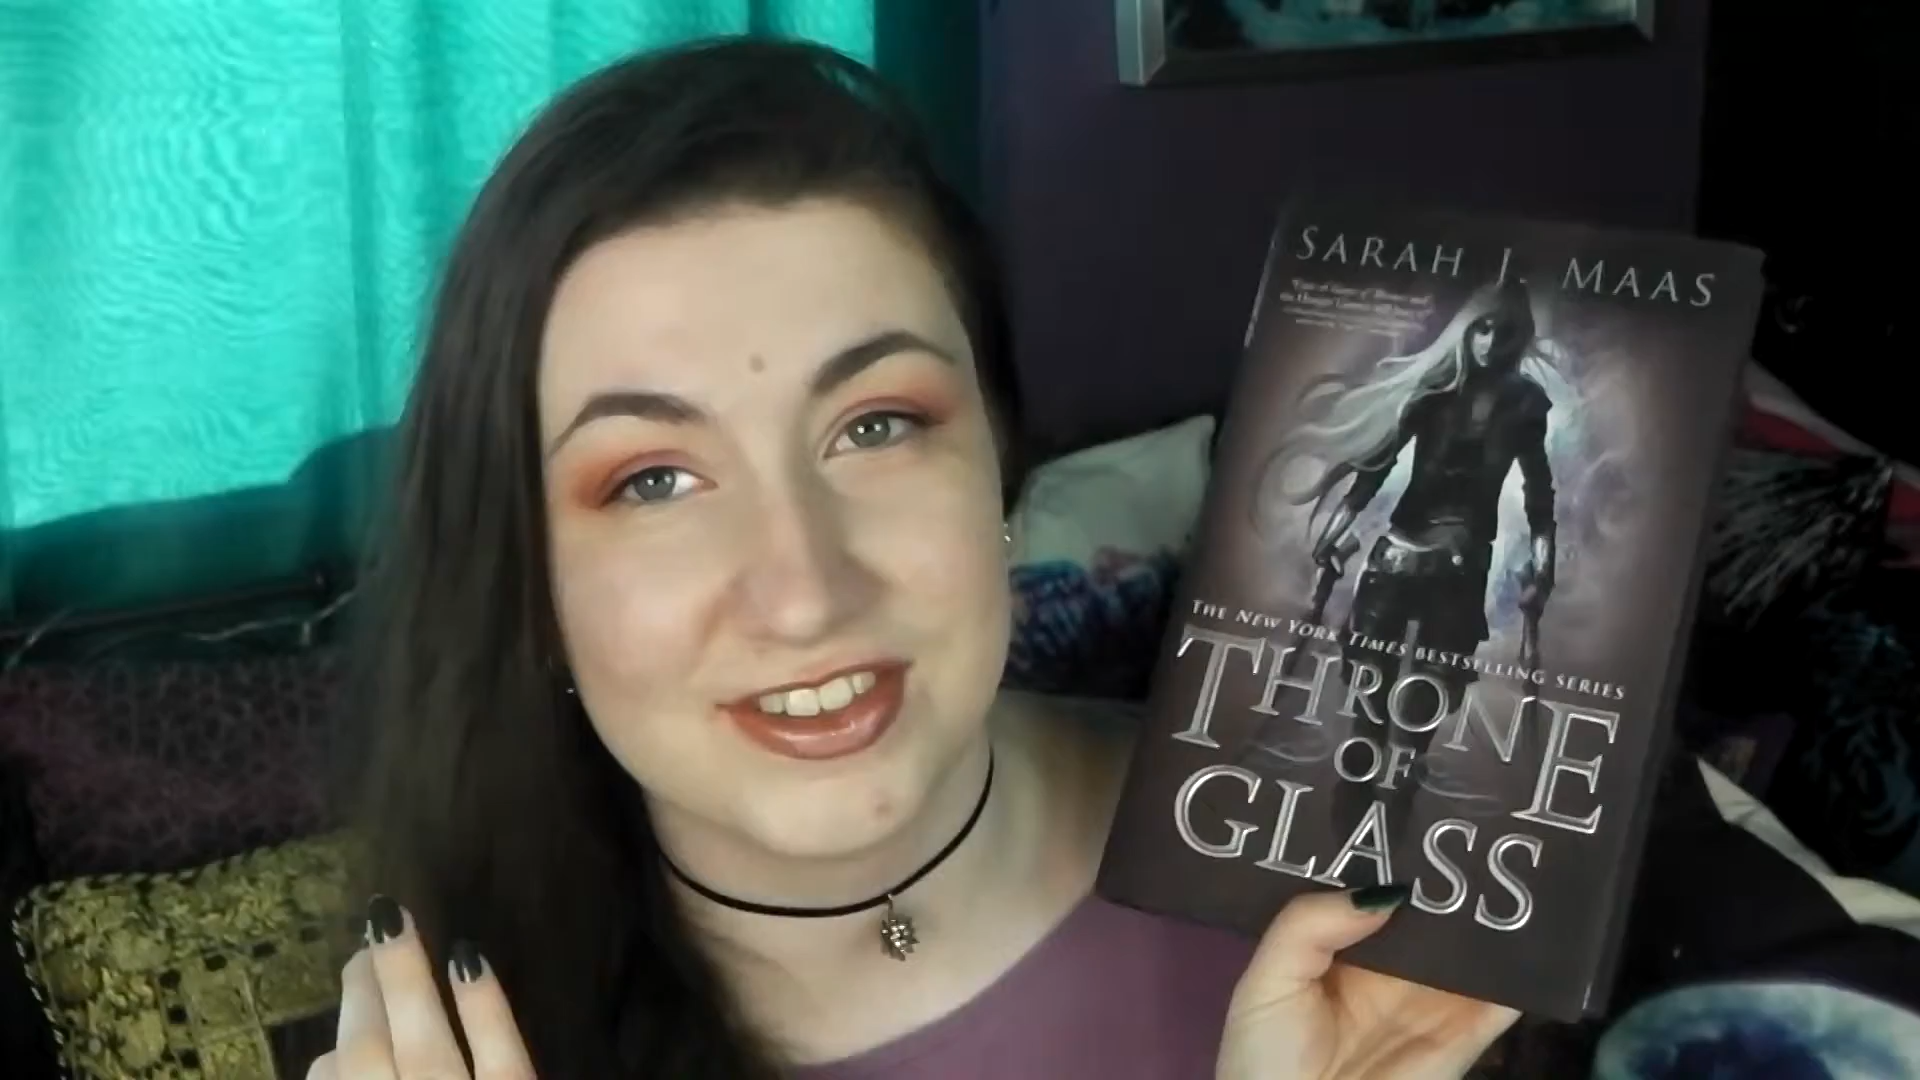 SARAH J. MAAS
THE NEW YORK TIMES BESTSELLING SERIES
THRONE
OF
GLASS